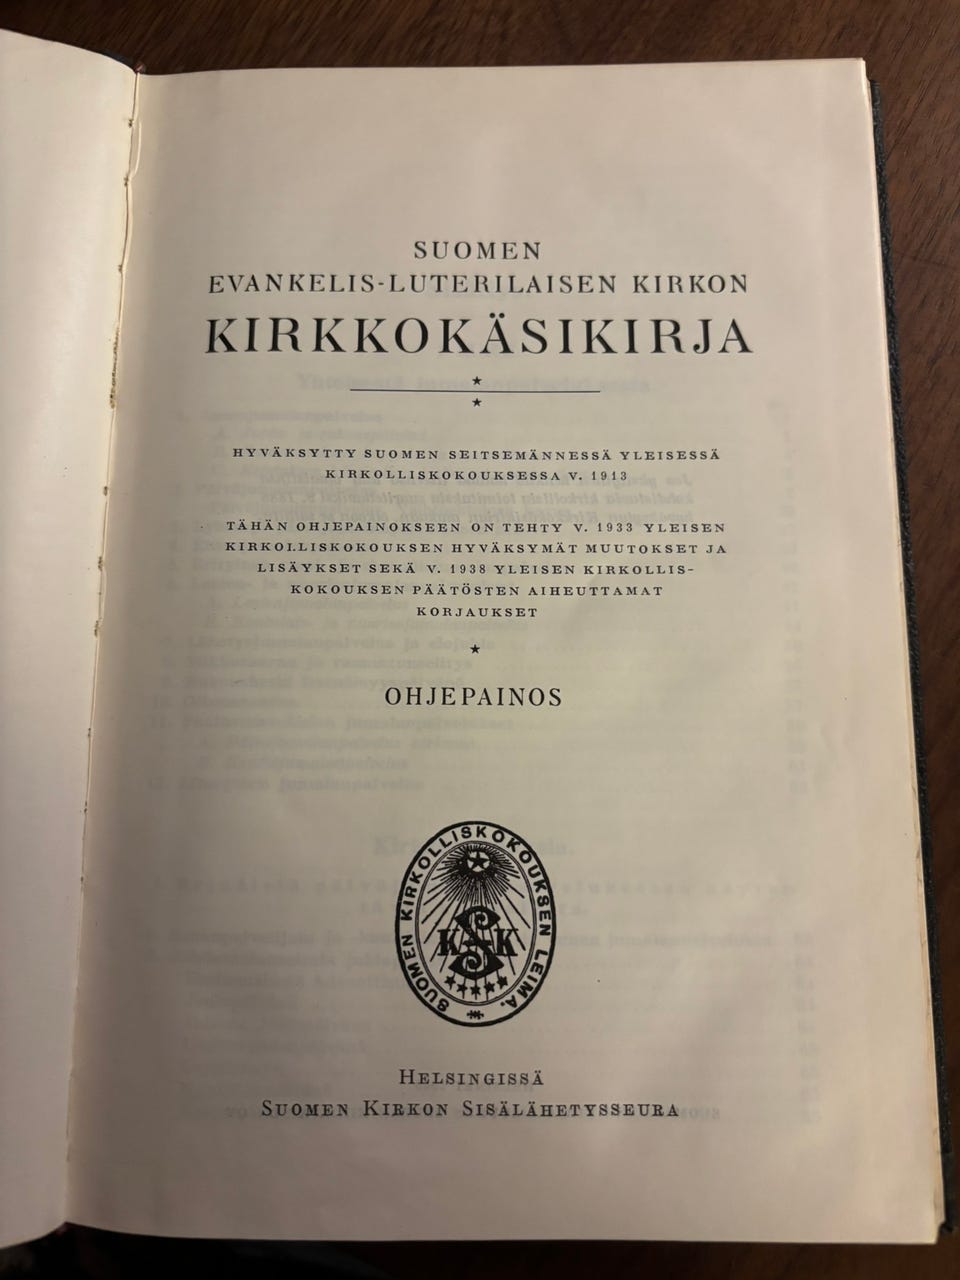 SUOMEN
EVANKELIS-LUTERILAISEN KIRKON
KIRKKOKÄSIKIRJA
HYVÄKSYTTY SUOMEN SEITSEMÄNNESSÄ YLEISESSÄ
KIRKOLLISKOKOUKSESSA V. 1913
TÄHÄN OHJEPAINOKSEEN ON TEHTY V. 1933 YLEISEN
KIRKOLLISKOKOUKSEN HYVÄKSYMÄT MUUTOKSET JA
LISÄYKSET SEKÄ V. 1938 YLEISEN KIRKOLLIS-
KOKOUKSEN PÄÄTÖSTEN AIHEUTTAMAT
KORJAUKSET
OHJEPAINOS
SUOMEN KIRKOLLISKOKOUKSEN LEIMA.
K S K
HELSINGISSÄ
SUOMEN KIRKON SISÄLÄHETYSSEURA